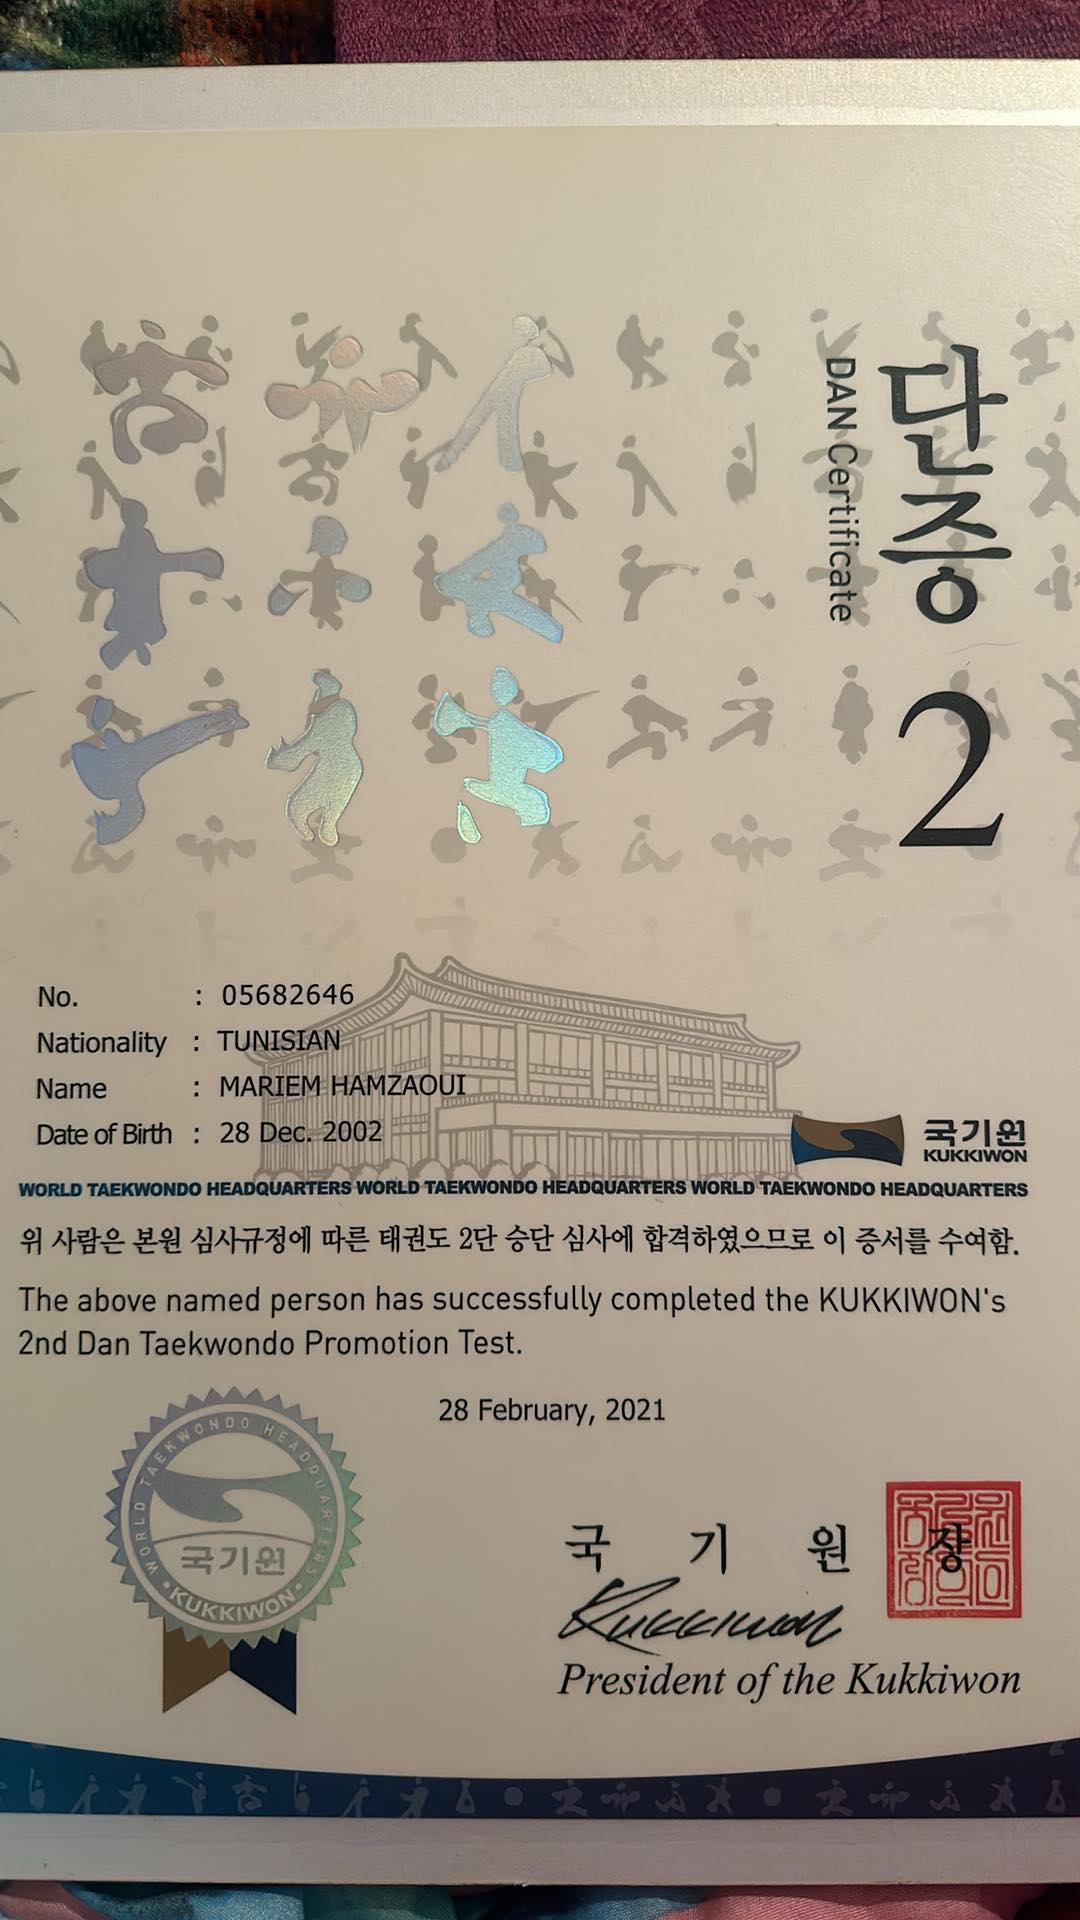 단증 2
DAN Certificate
No. : 05682646
Nationality : TUNISIAN
Name : MARIEM HAMZAOUI
Date of Birth : 28 Dec. 2002
국기원
KUKKIWON
WORLD TAEKWONDO HEADQUARTERS WORLD TAEKWONDO HEADQUARTERS WORLD TAEKWONDO HEADQUARTERS
위 사람은 본원 심사규정에 따른 태권도 2단 승단 심사에 합격하였으므로 이 증서를 수여함.
The above named person has successfully completed the KUKKIWON's
2nd Dan Taekwondo Promotion Test.
28 February, 2021
WORLD TAEKWONDO HEADQUARTERS
국기원
KUKKIWON
국 기 원 장
Kukkiwon
President of the Kukkiwon